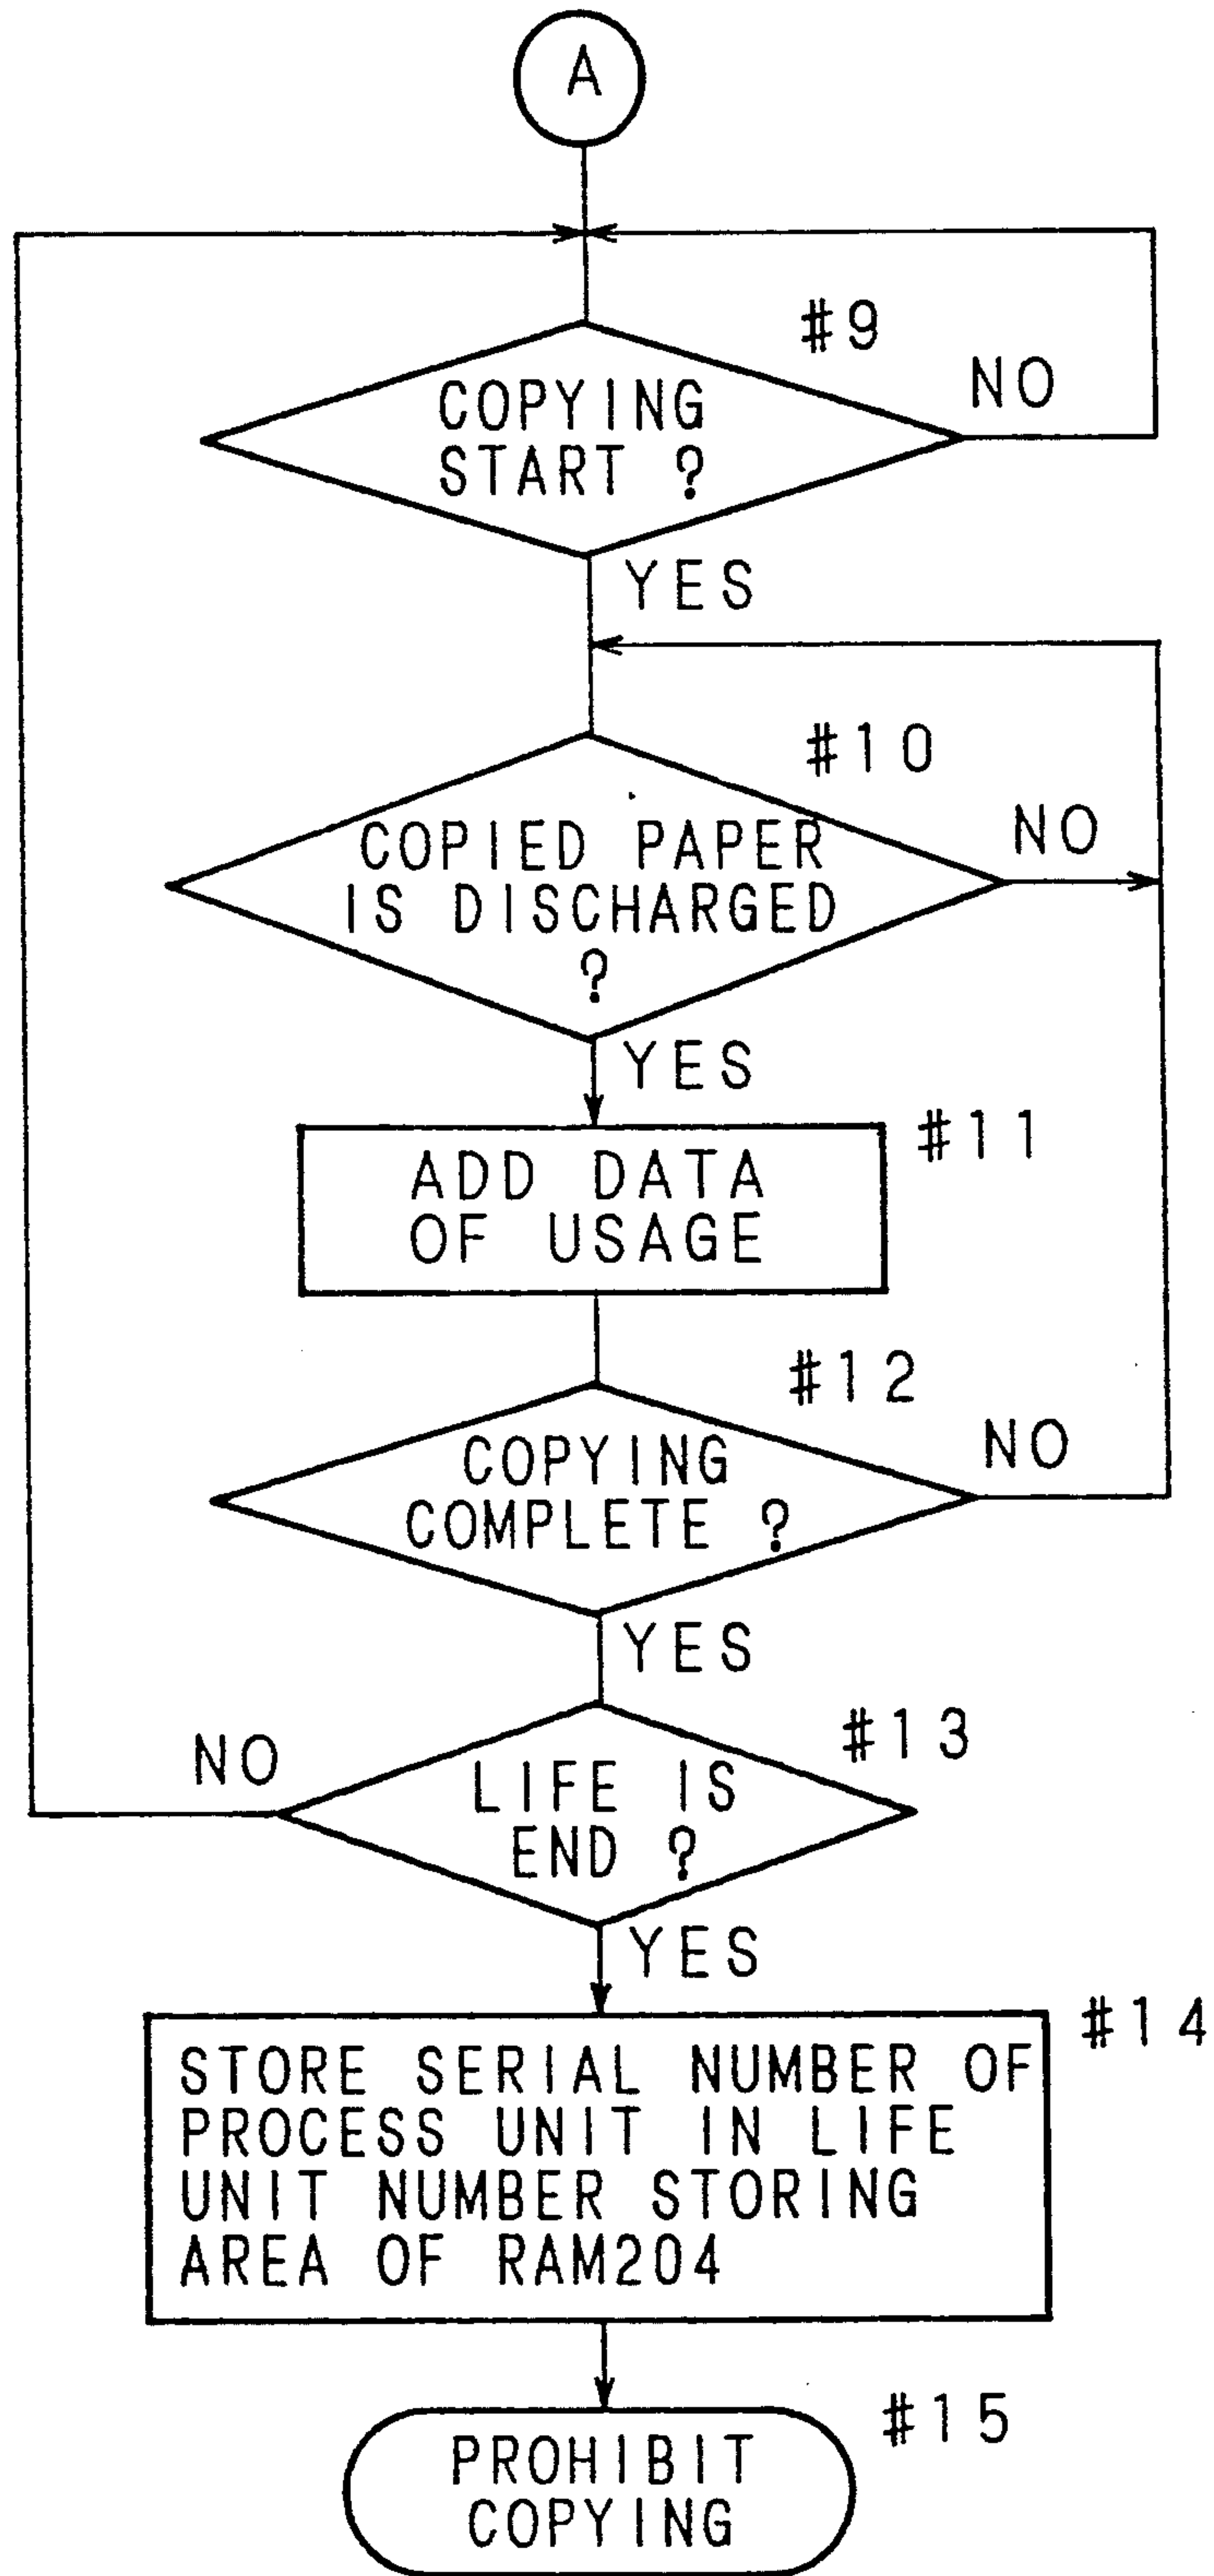 A
#9
COPYING
START ?
NO
YES
#10
COPIED PAPER
IS DISCHARGED
?
NO
YES
#11
ADD DATA
OF USAGE
#12
COPYING
COMPLETE ?
NO
YES
#13
NO
LIFE IS
END ?
YES
#14
STORE SERIAL NUMBER OF
PROCESS UNIT IN LIFE
UNIT NUMBER STORING
AREA OF RAM204
#15
PROHIBIT
COPYING